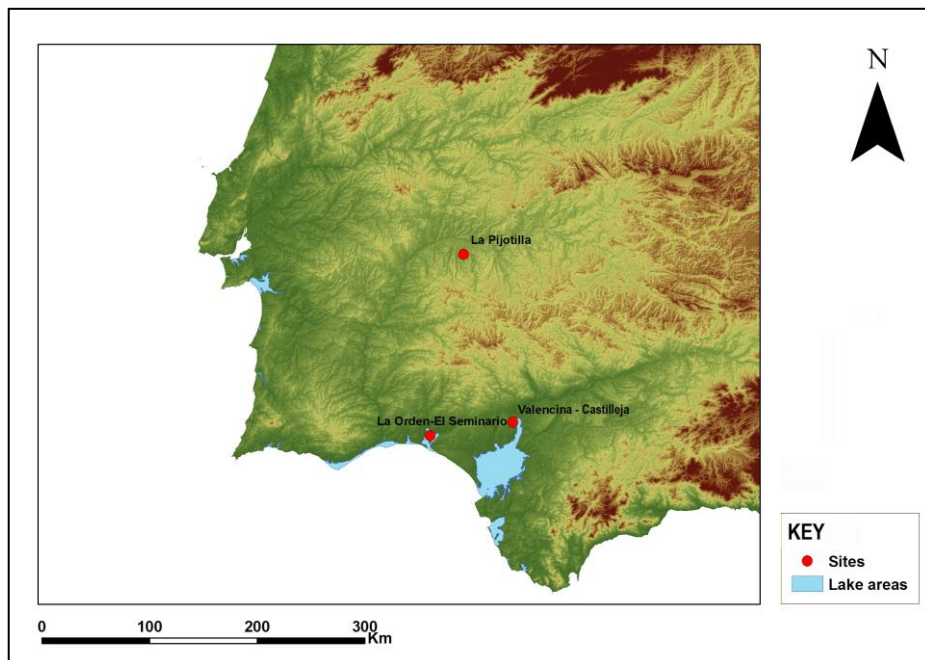 N
La Pijotilla
Valencina - Castilleja
La Orden-El Seminario
KEY
Sites
Lake areas
0 100 200 300
Km